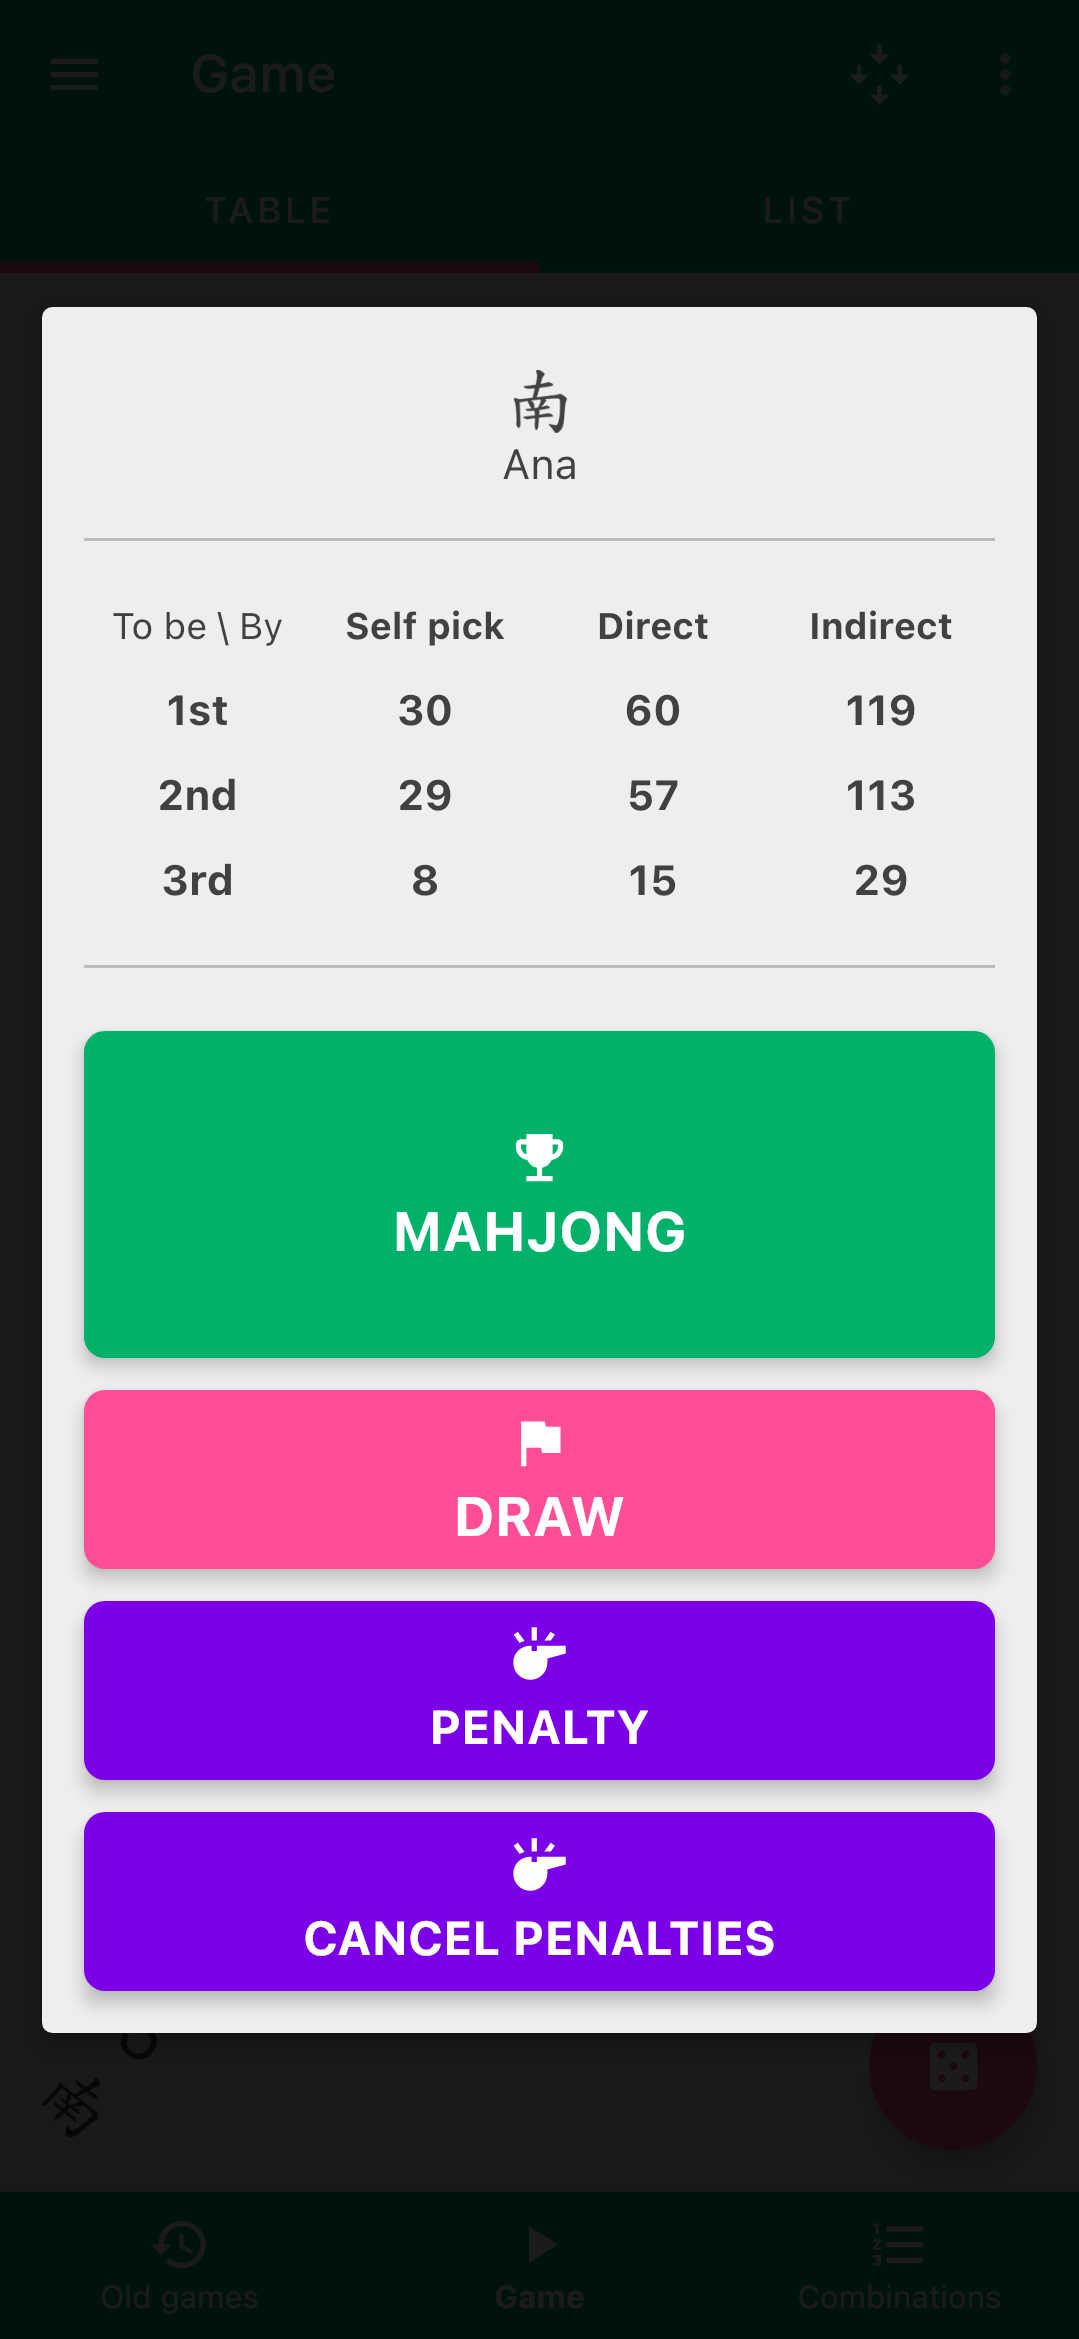 Game
TABLE LIST
南
Ana
To be \ By Self pick Direct Indirect
1st 30 60 119
2nd 29 57 113
3rd 8 15 29
MAHJONG
DRAW
PENALTY
CANCEL PENALTIES
南
Old games Game Combinations